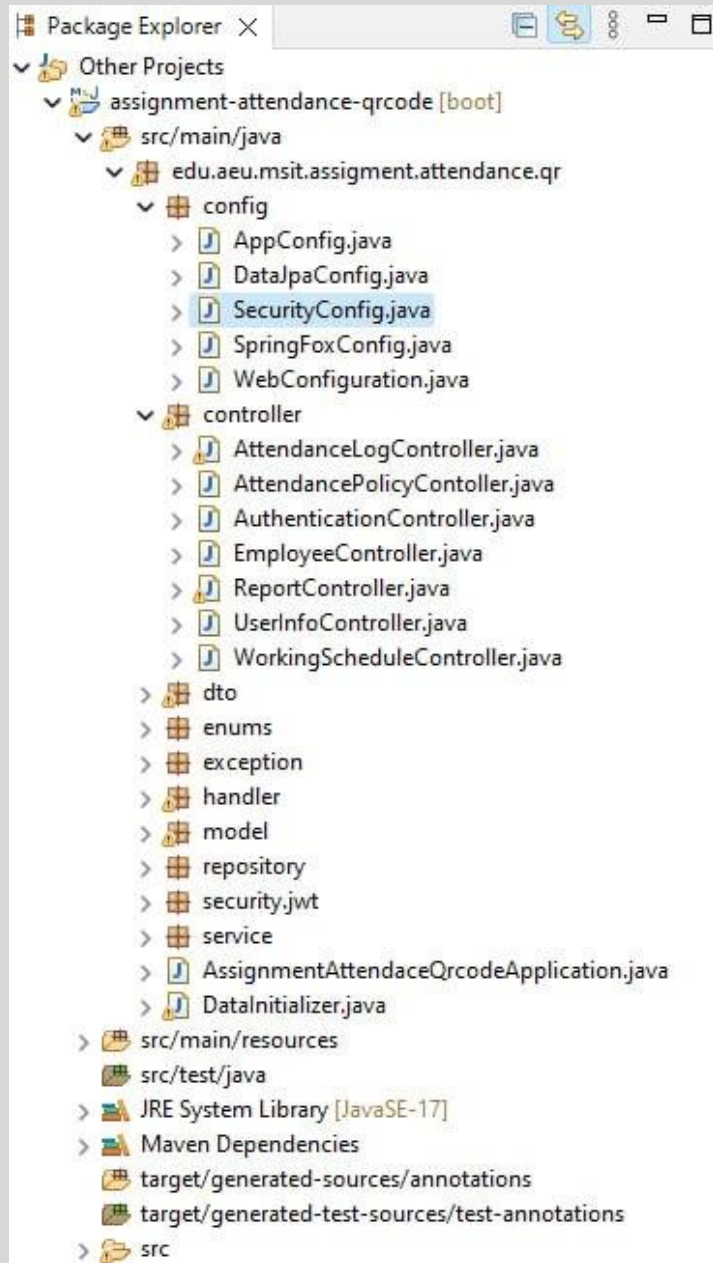 Package Explorer
Other Projects
assignment-attendance-qrcode [boot]
src/main/java
edu.aeu.msit.assigment.attendance.qr
config
AppConfig.java
DataJpaConfig.java
SecurityConfig.java
SpringFoxConfig.java
WebConfiguration.java
controller
AttendanceLogController.java
AttendancePolicyContoller.java
AuthenticationController.java
EmployeeController.java
ReportController.java
UserInfoController.java
WorkingScheduleController.java
dto
enums
exception
handler
model
repository
security.jwt
service
AssignmentAttendaceQrcodeApplication.java
DataInitializer.java
src/main/resources
src/test/java
JRE System Library [JavaSE-17]
Maven Dependencies
target/generated-sources/annotations
target/generated-test-sources/test-annotations
src